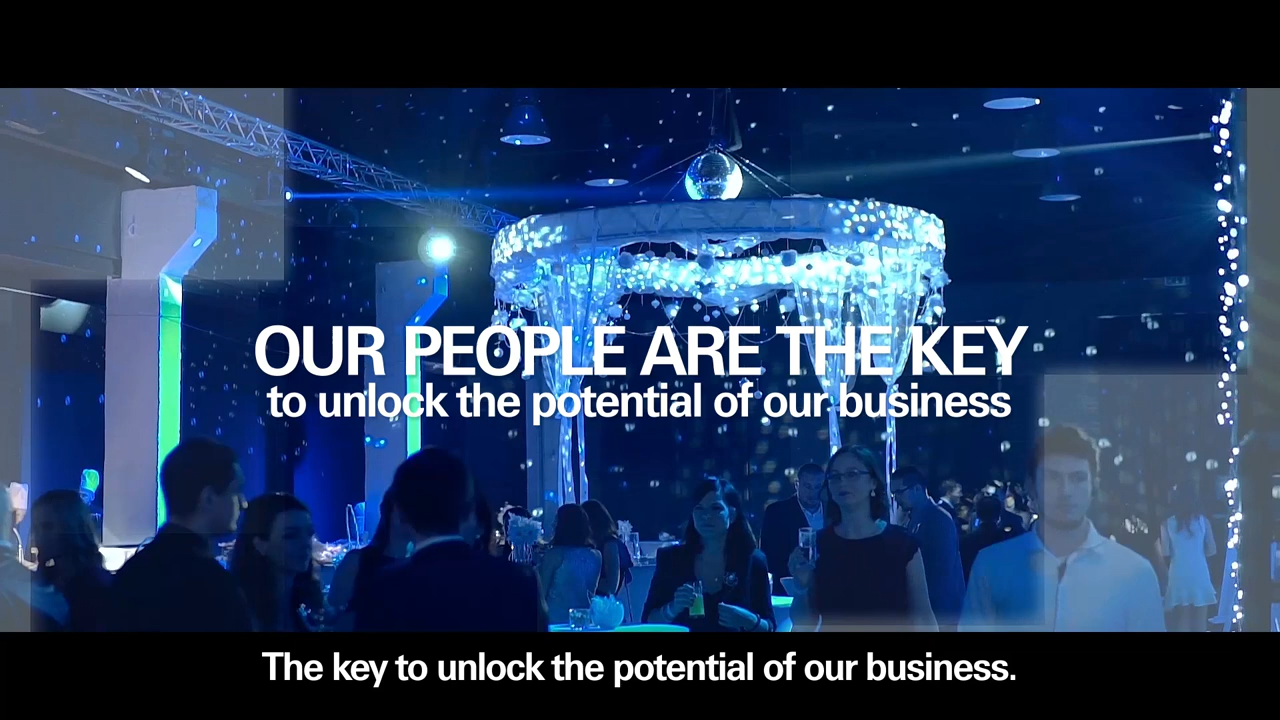 OUR PEOPLE ARE THE KEY
to unlock the potential of our business
The key to unlock the potential of our business.